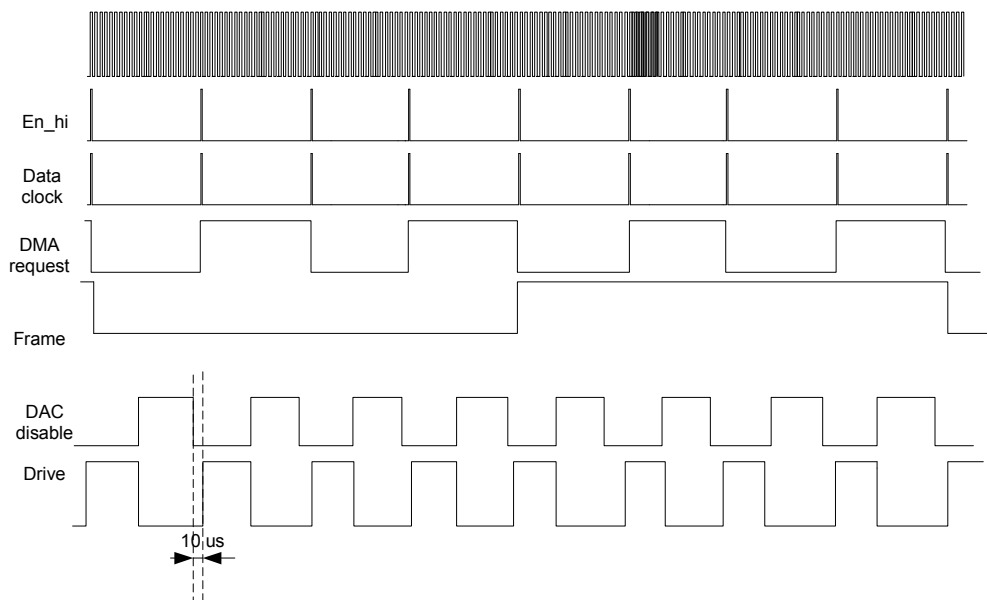 En_hi
Data
clock
DMA
request
Frame
DAC
disable
Drive
10 us